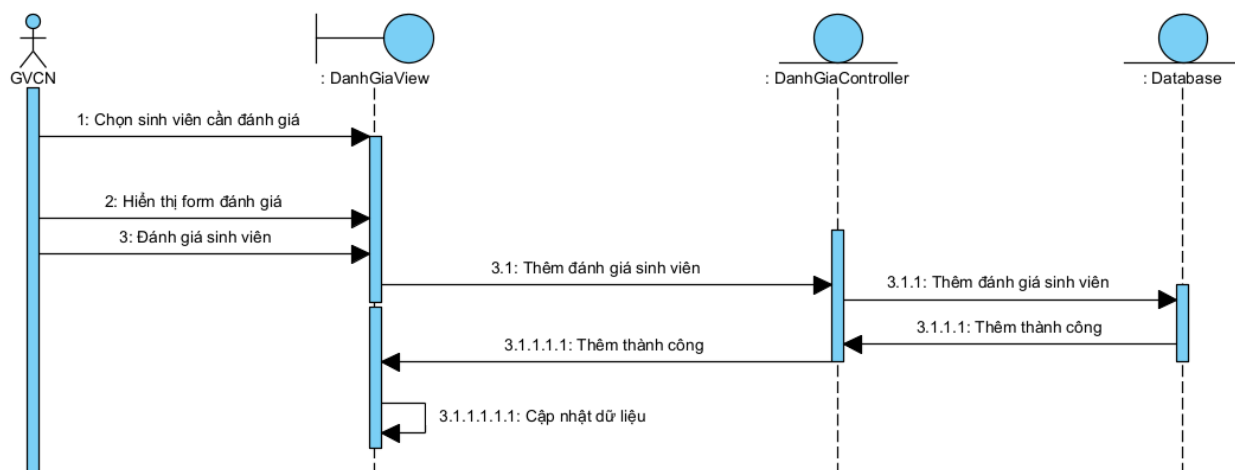 GVCN
: DanhGiaView
: DanhGiaController
: Database
1: Chọn sinh viên cần đánh giá
2: Hiển thị form đánh giá
3: Đánh giá sinh viên
3.1: Thêm đánh giá sinh viên
3.1.1: Thêm đánh giá sinh viên
3.1.1.1: Thêm thành công
3.1.1.1.1: Thêm thành công
3.1.1.1.1.1: Cập nhật dữ liệu